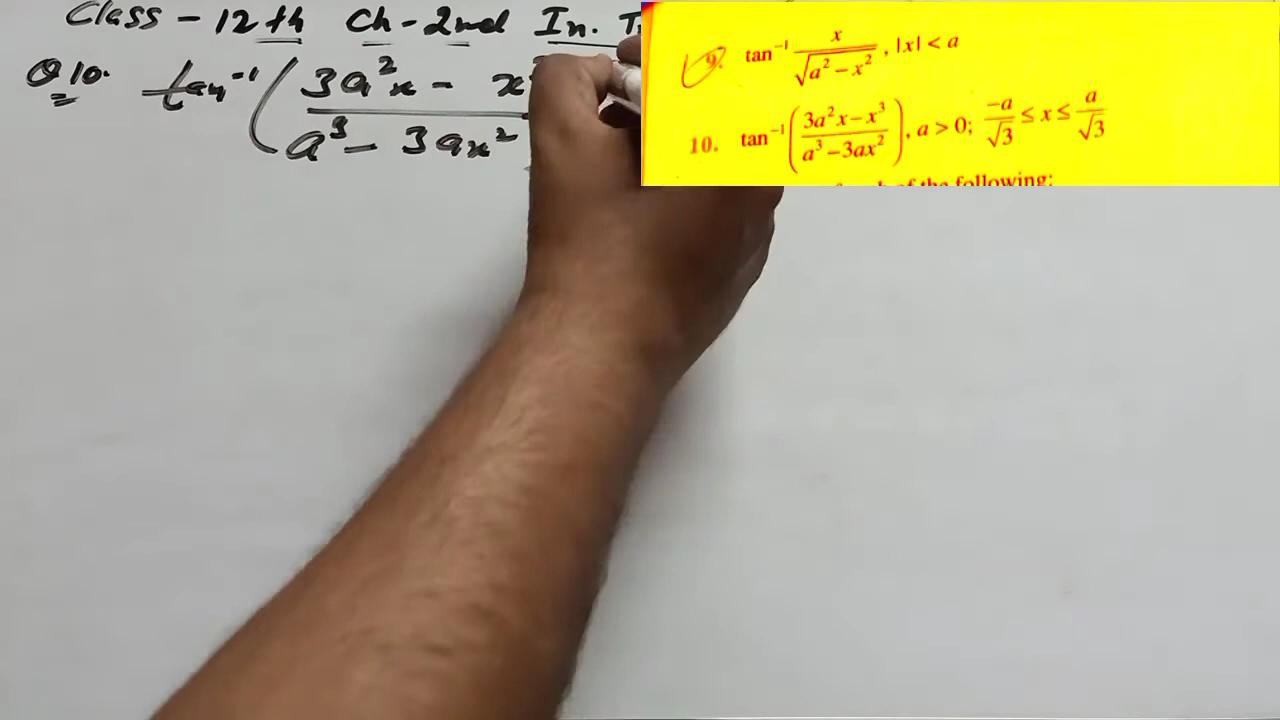 Class - 12th Ch - 2nd In.
Q10. tan⁻¹ ( 3a²x - x
a³ - 3ax²
9. tan⁻¹ x/√(a² – x²), |x| < a
10. tan⁻¹ ((3a²x – x³)/(a³ – 3ax²)), a > 0; –a/√3 ≤ x ≤ a/√3
of the following: